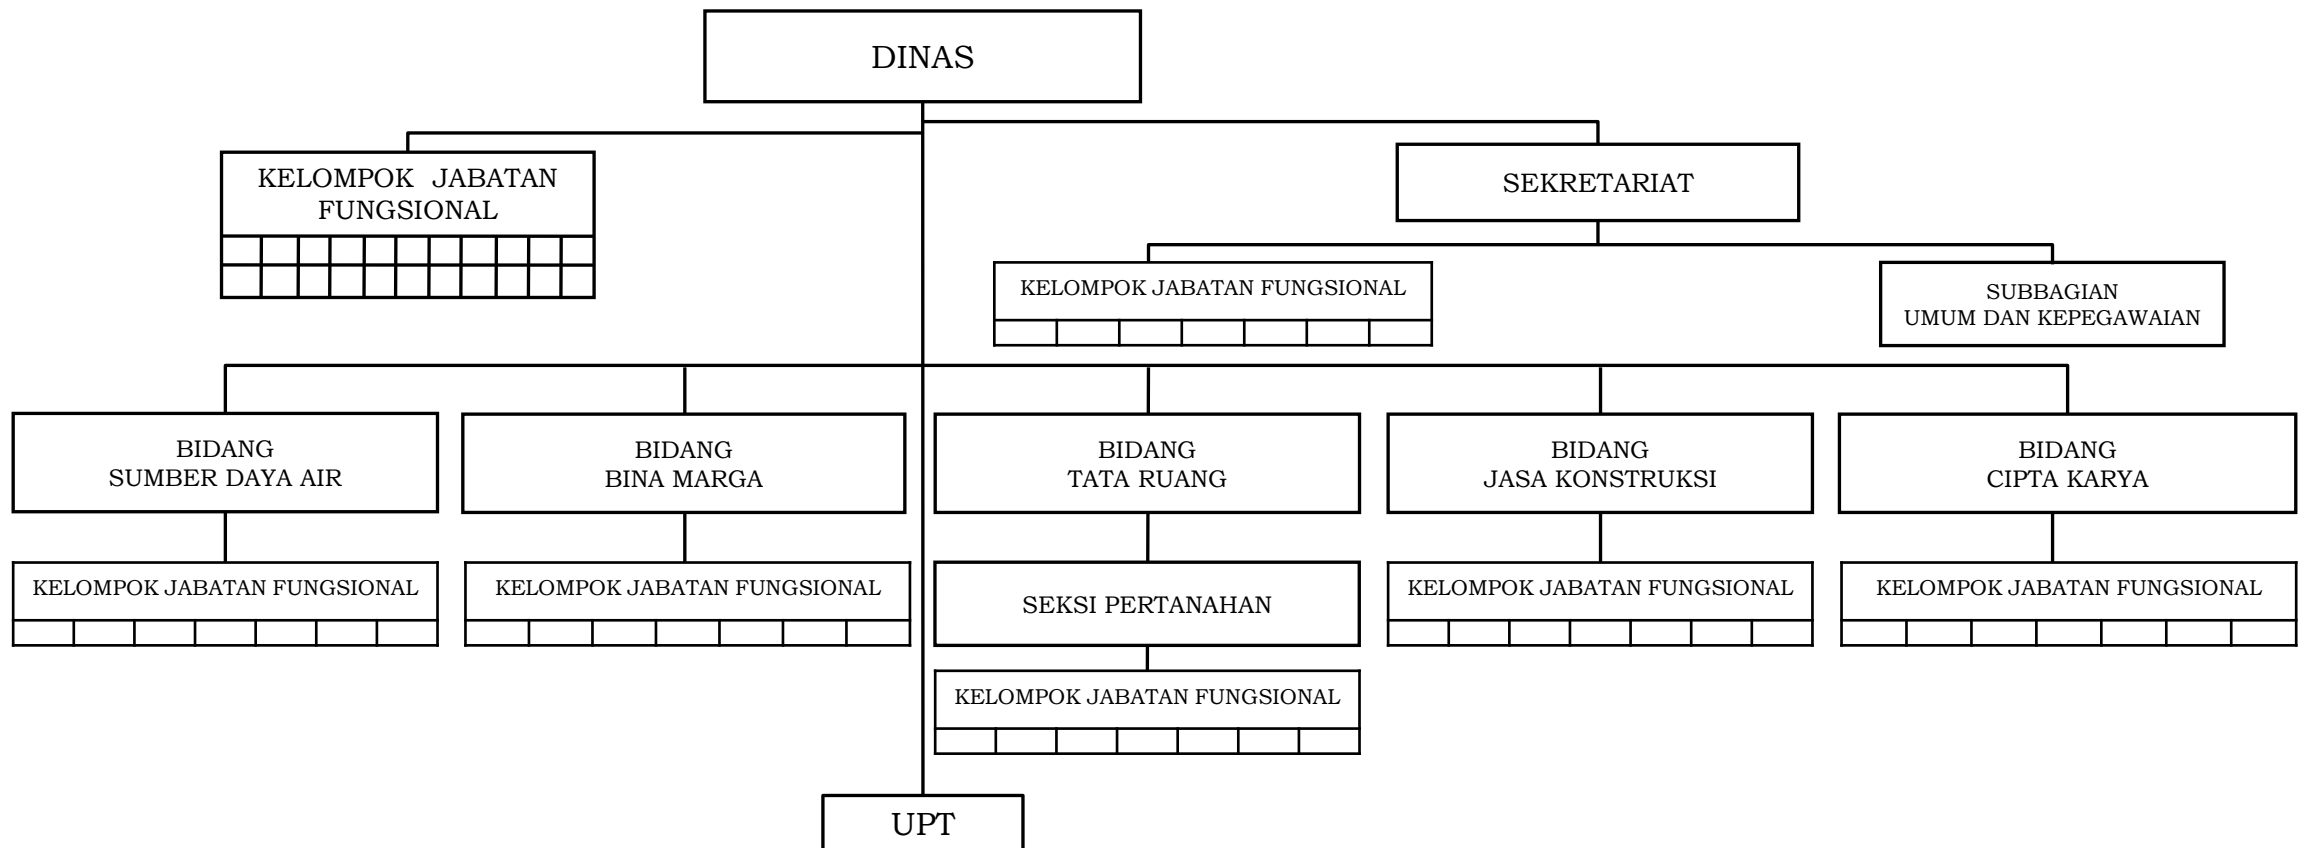 DINAS
KELOMPOK JABATAN
FUNGSIONAL
SEKRETARIAT
KELOMPOK JABATAN FUNGSIONAL
SUBBAGIAN
UMUM DAN KEPEGAWAIAN
BIDANG
SUMBER DAYA AIR
BIDANG
BINA MARGA
BIDANG
TATA RUANG
BIDANG
JASA KONSTRUKSI
BIDANG
CIPTA KARYA
KELOMPOK JABATAN FUNGSIONAL
KELOMPOK JABATAN FUNGSIONAL
SEKSI PERTANAHAN
KELOMPOK JABATAN FUNGSIONAL
KELOMPOK JABATAN FUNGSIONAL
KELOMPOK JABATAN FUNGSIONAL
UPT